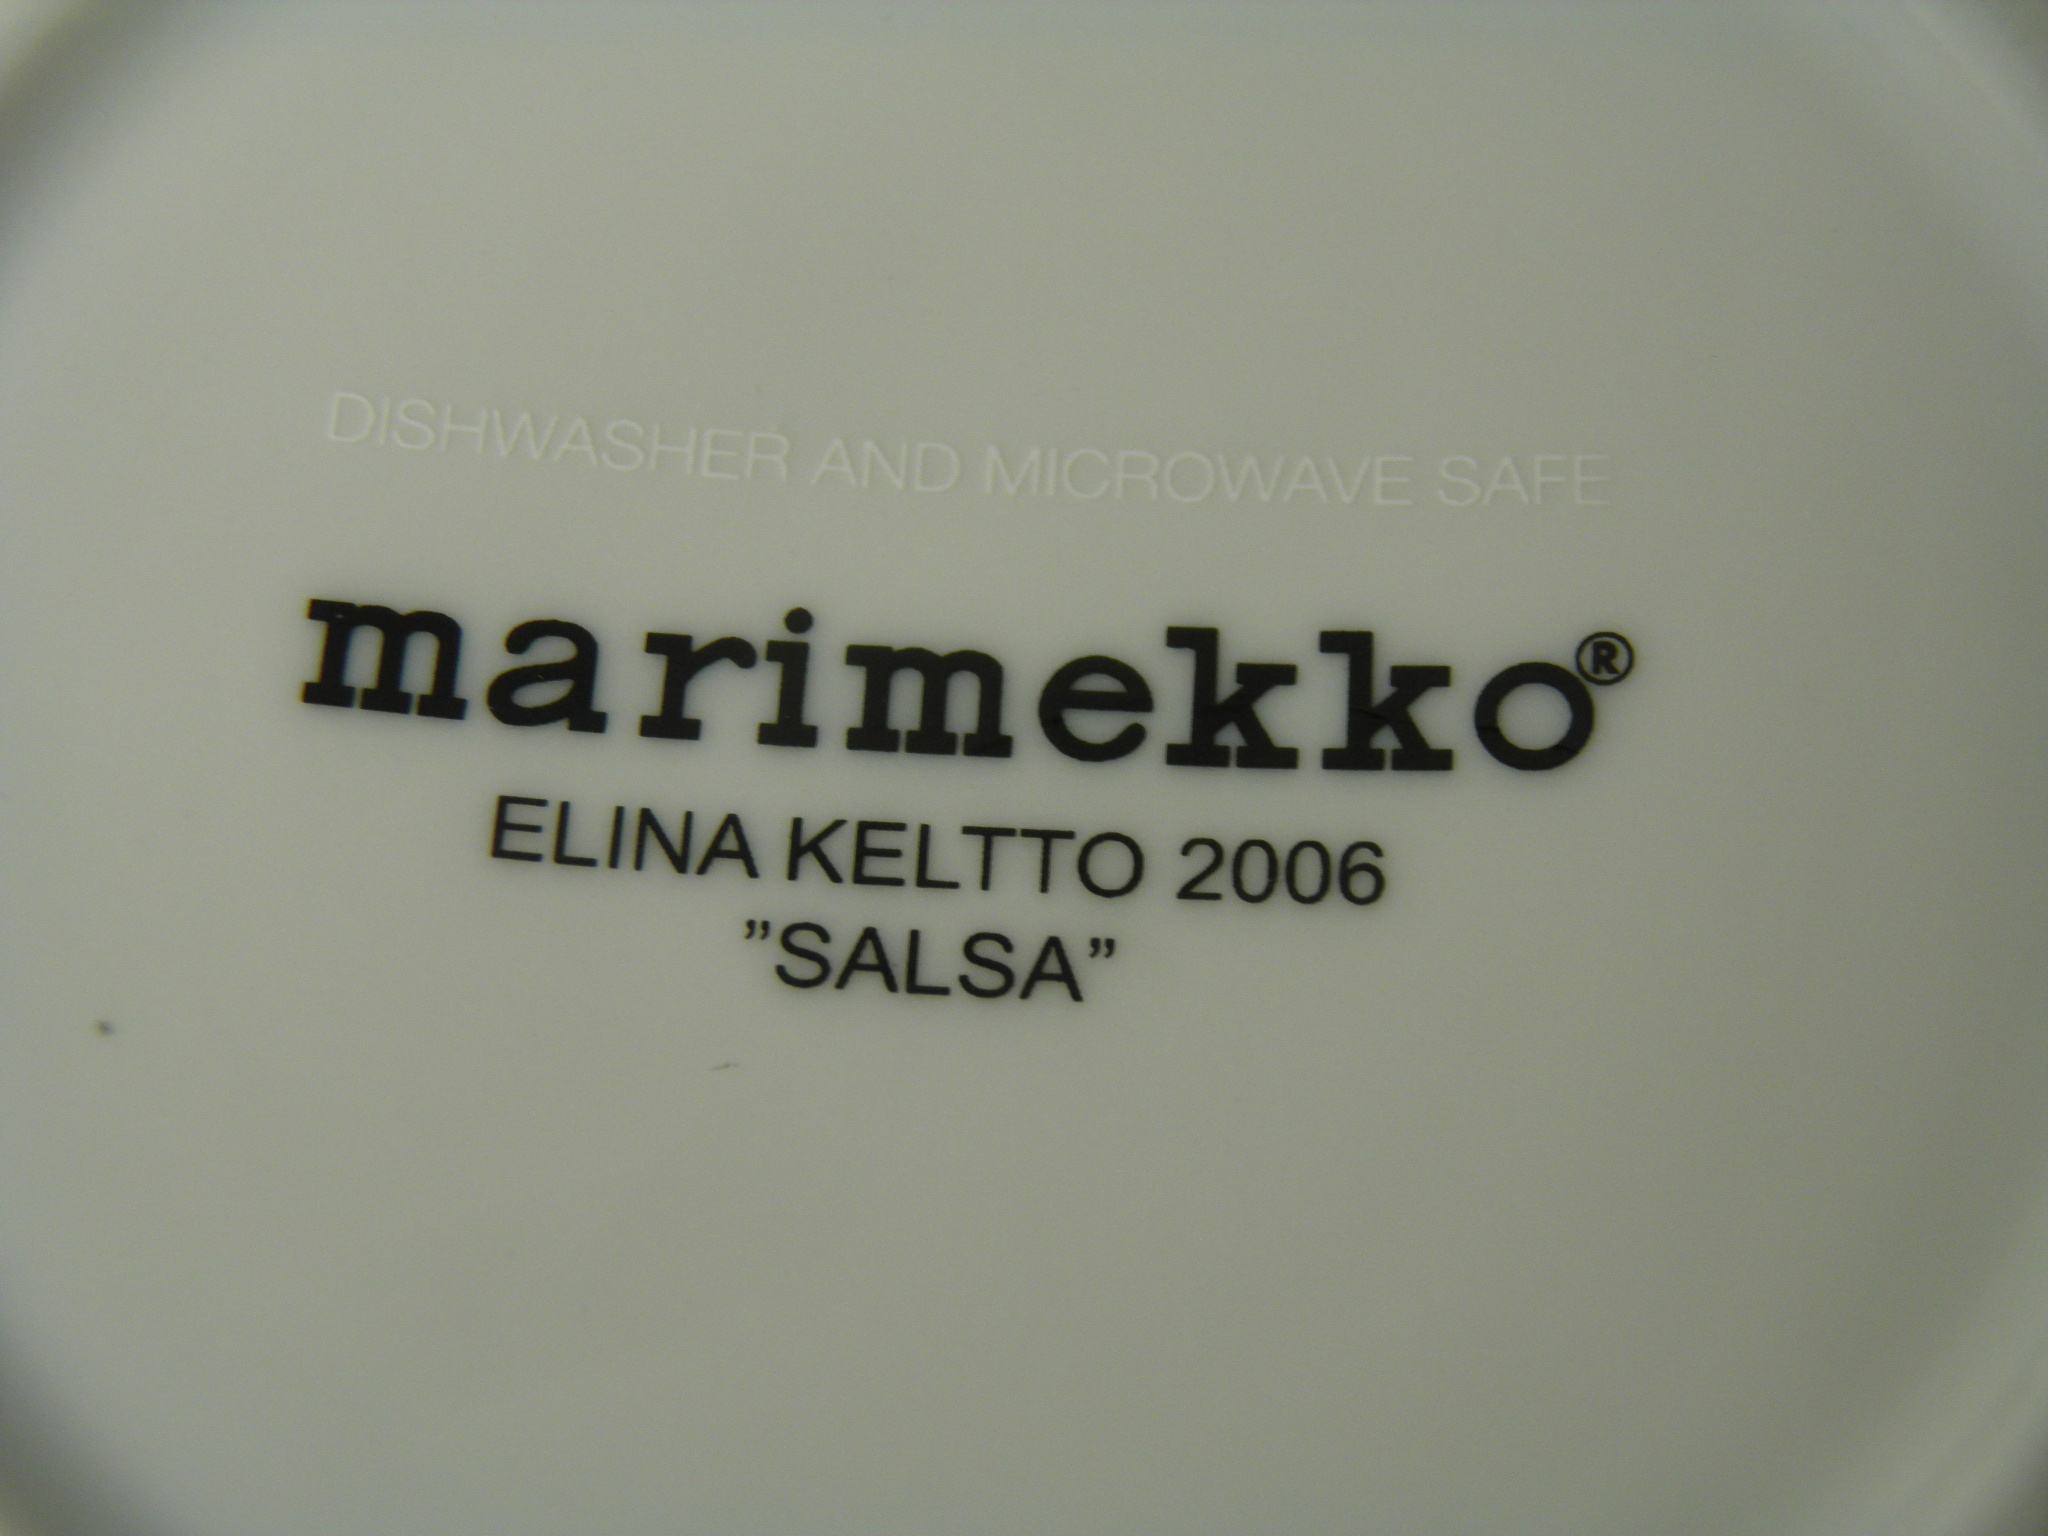 DISHWASHER AND MICROWAVE SAFE
marimekko®
ELINA KELTTO 2006
”SALSA”